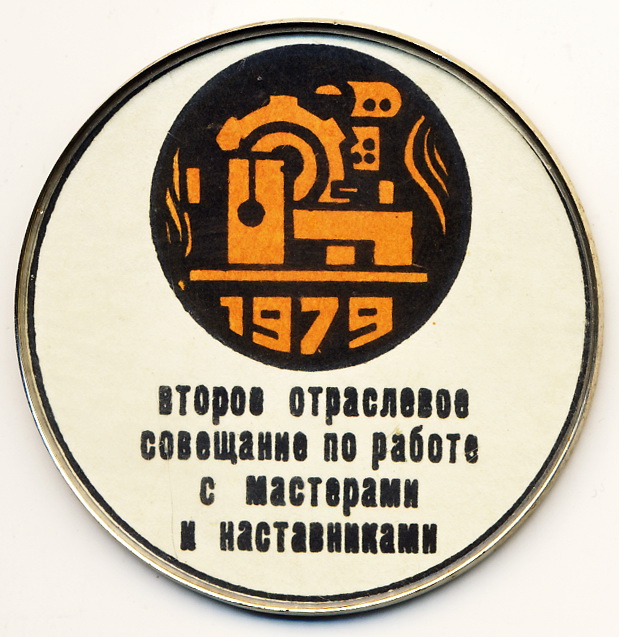 1979
второе отраслевое
совещание по работе
с мастерами
и наставниками